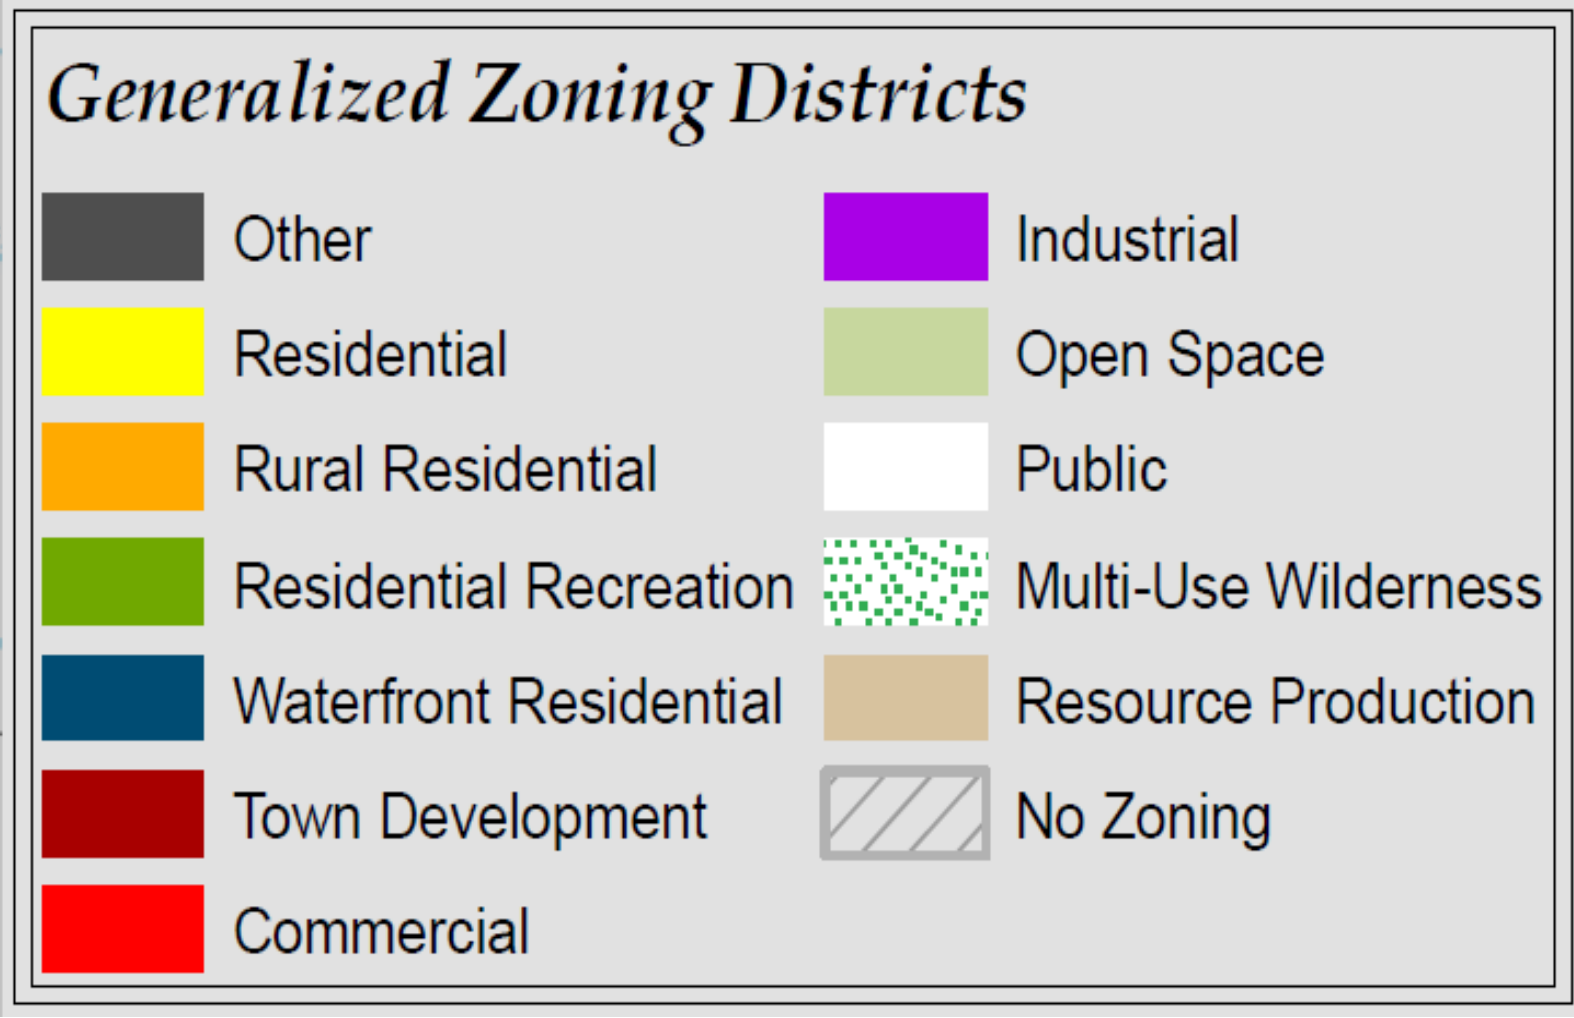 Generalized Zoning Districts
Other
Residential
Rural Residential
Residential Recreation
Waterfront Residential
Town Development
Commercial
Industrial
Open Space
Public
Multi-Use Wilderness
Resource Production
No Zoning